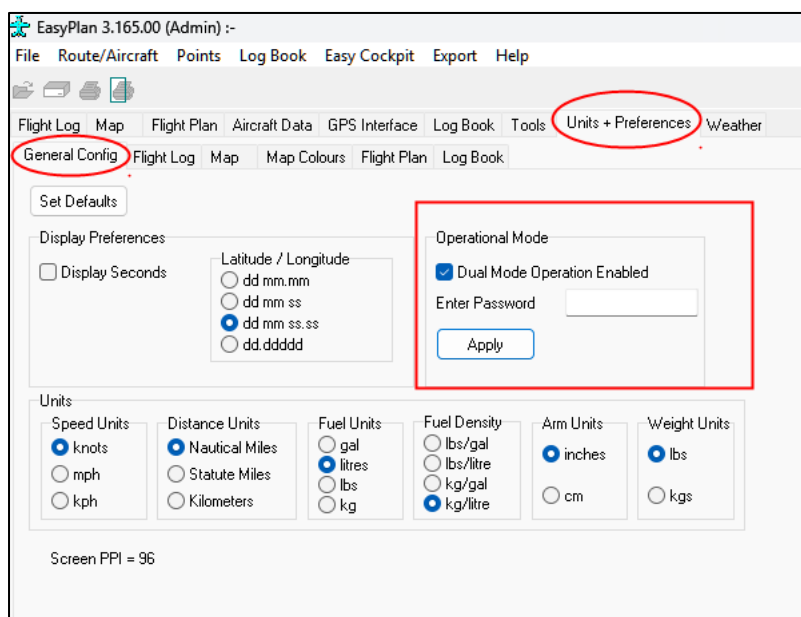 EasyPlan 3.165.00 (Admin) :-
File Route/Aircraft Points Log Book Easy Cockpit Export Help
Flight Log Map Flight Plan Aircraft Data GPS Interface Log Book Tools Units + Preferences Weather
General Config Flight Log Map Map Colours Flight Plan Log Book
Set Defaults
Display Preferences
Display Seconds
Latitude / Longitude
dd mm.mm
dd mm ss
dd mm ss.ss
dd.ddddd
Operational Mode
Dual Mode Operation Enabled
Enter Password
Apply
Units
Speed Units
knots
mph
kph
Distance Units
Nautical Miles
Statute Miles
Kilometers
Fuel Units
gal
litres
lbs
kg
Fuel Density
lbs/gal
lbs/litre
kg/gal
kg/litre
Arm Units
inches
cm
Weight Units
lbs
kgs
Screen PPI = 96